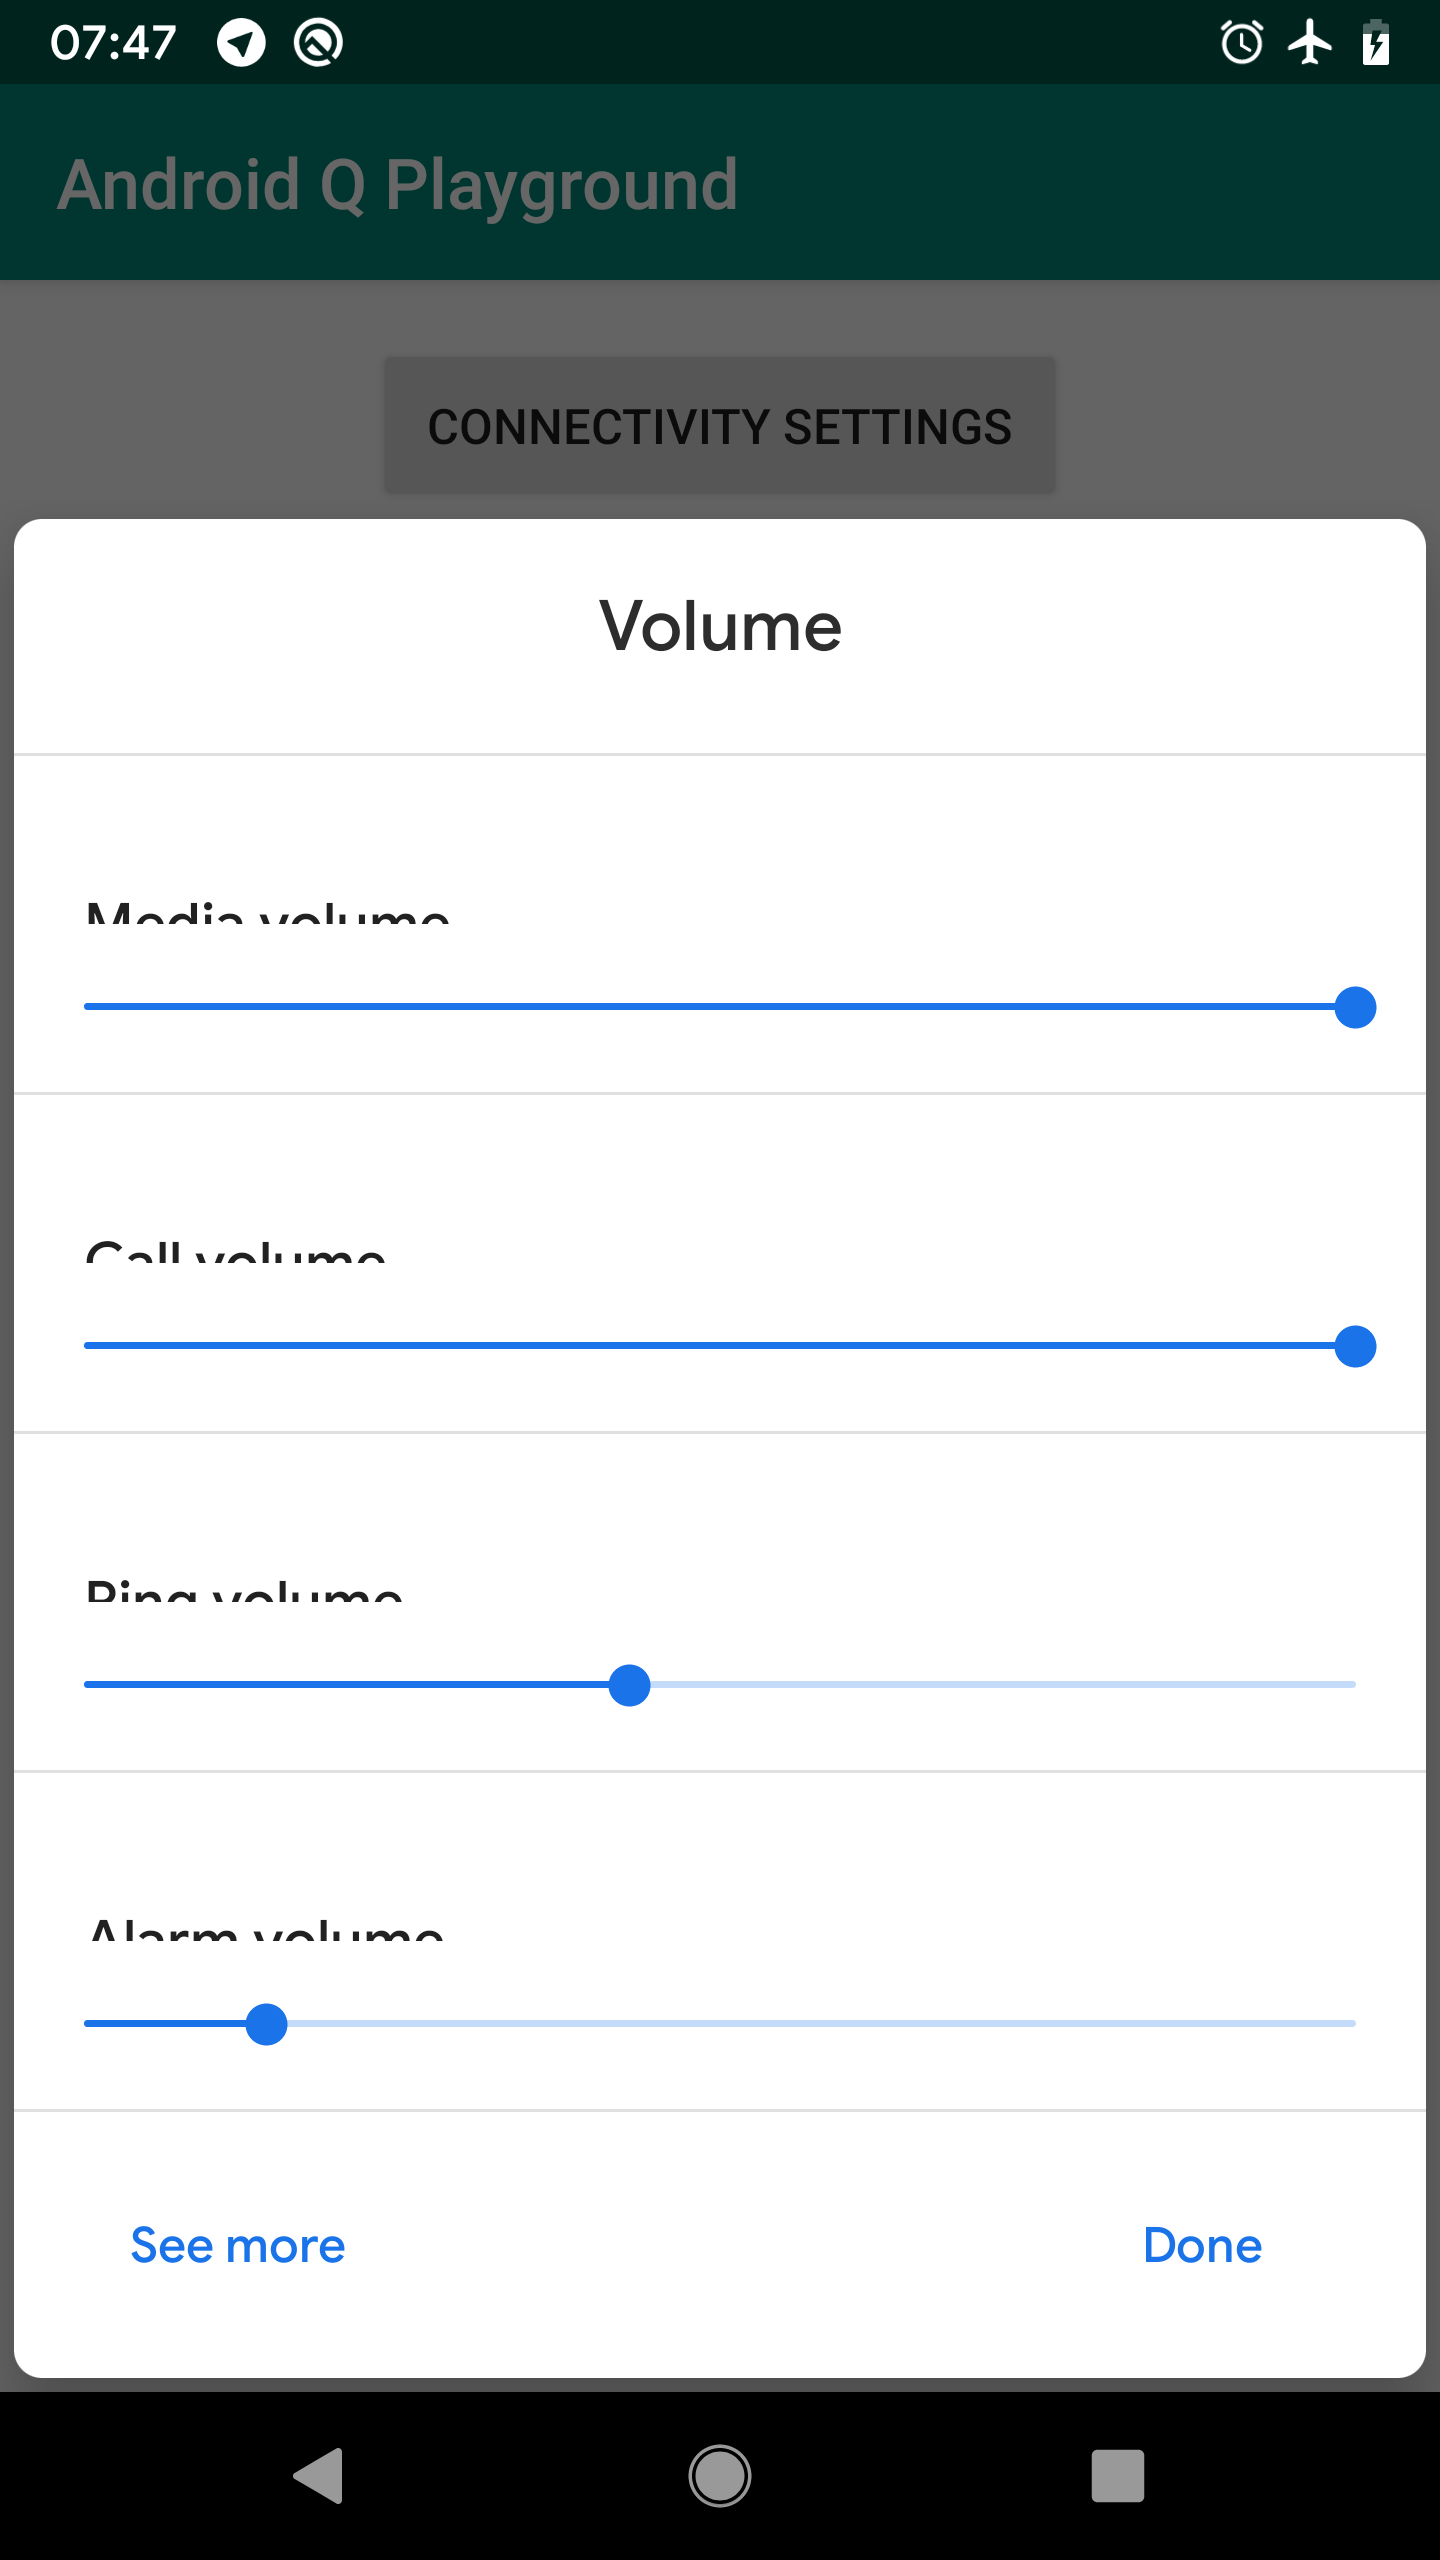 07:47
Android Q Playground
CONNECTIVITY SETTINGS
Volume
Media volume
Call volume
Ring volume
Alarm volume
See more
Done